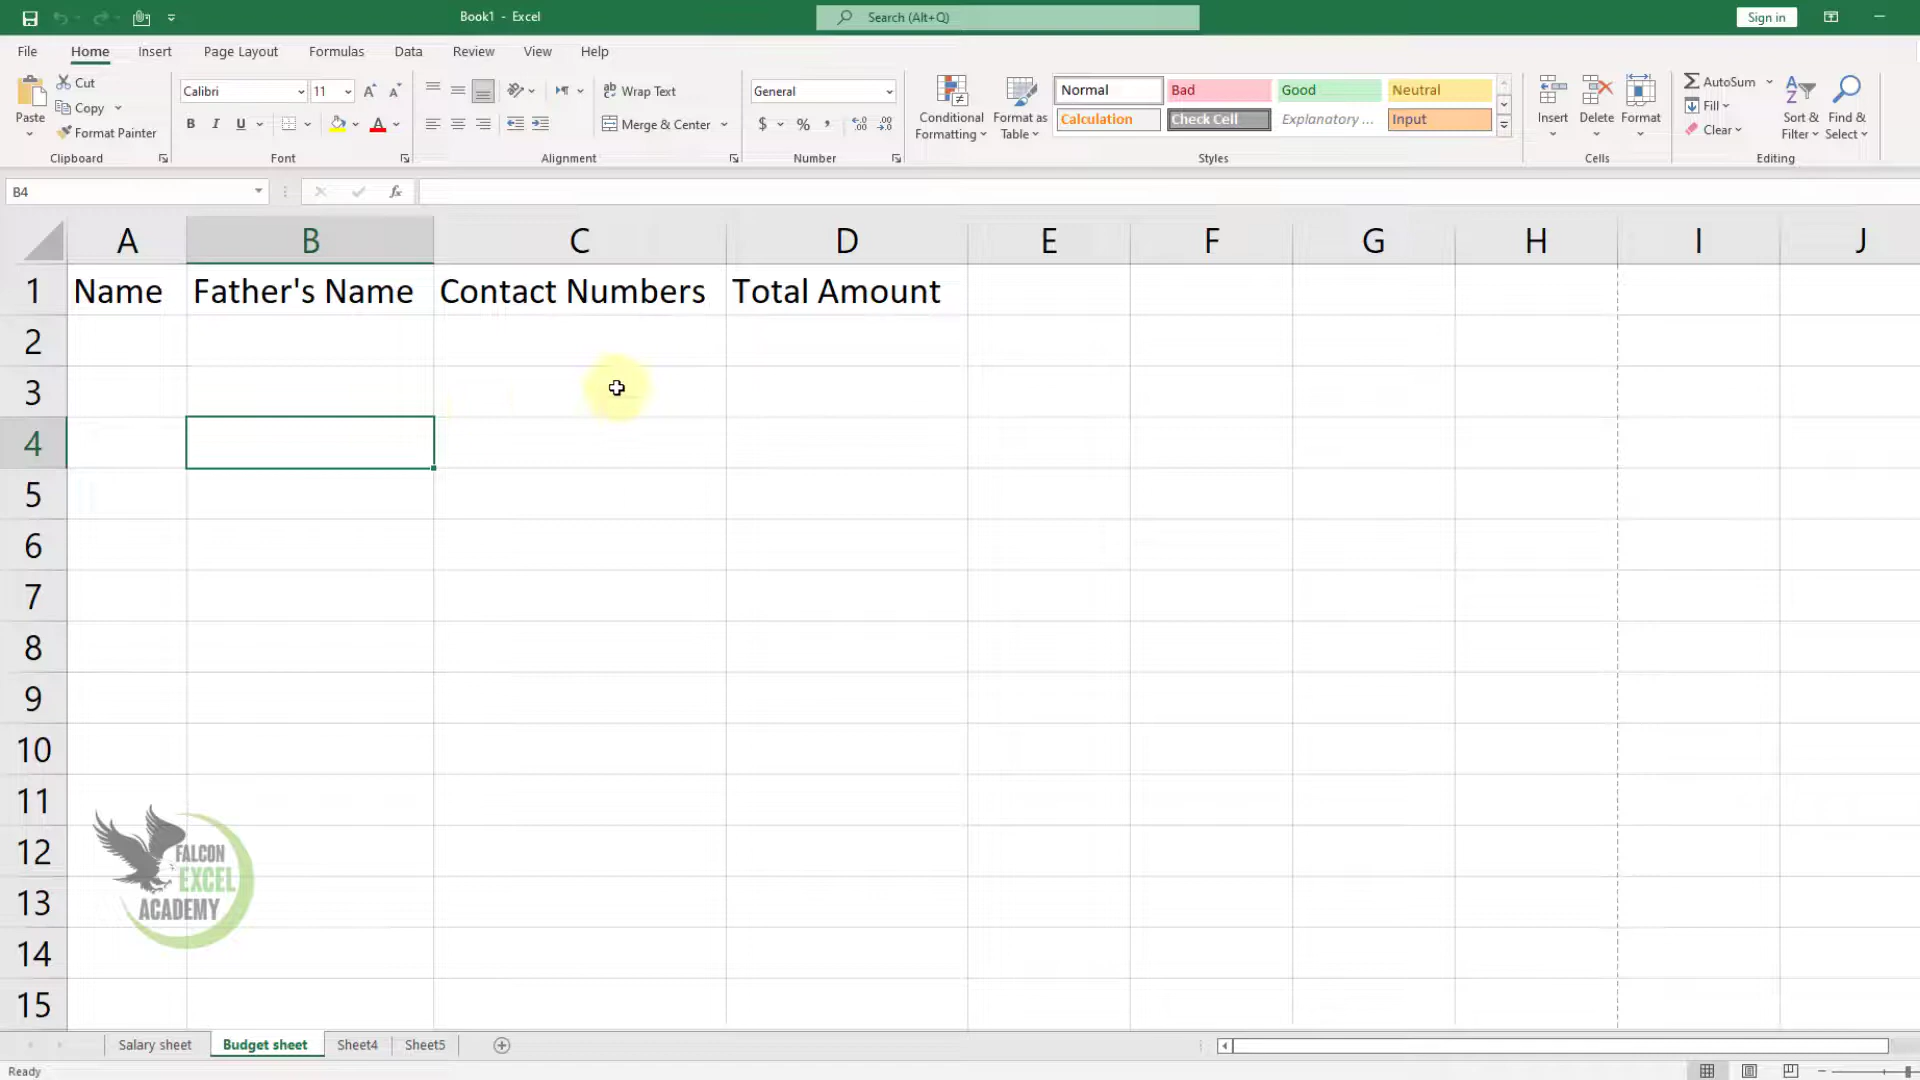 Book1 - Excel
Search (Alt+Q)
Sign in
File Home Insert Page Layout Formulas Data Review View Help
Paste
Cut
Copy
Format Painter
Clipboard
Calibri 11
B I U A
Font
Wrap Text
Merge & Center
Alignment
General
$ % ,
Number
Conditional Formatting
Format as Table
Normal Bad Good Neutral
Calculation Check Cell Explanatory ... Input
Styles
Insert Delete Format
Cells
AutoSum
Fill
Clear
Sort & Filter
Find & Select
Editing
B4
fx
A B C D E F G H I J
1 Name Father's Name Contact Numbers Total Amount
2
3
4
5
6
7
8
9
10
11
12
13
14
15
FALCON
EXCEL
ACADEMY
Salary sheet Budget sheet Sheet4 Sheet5
Ready